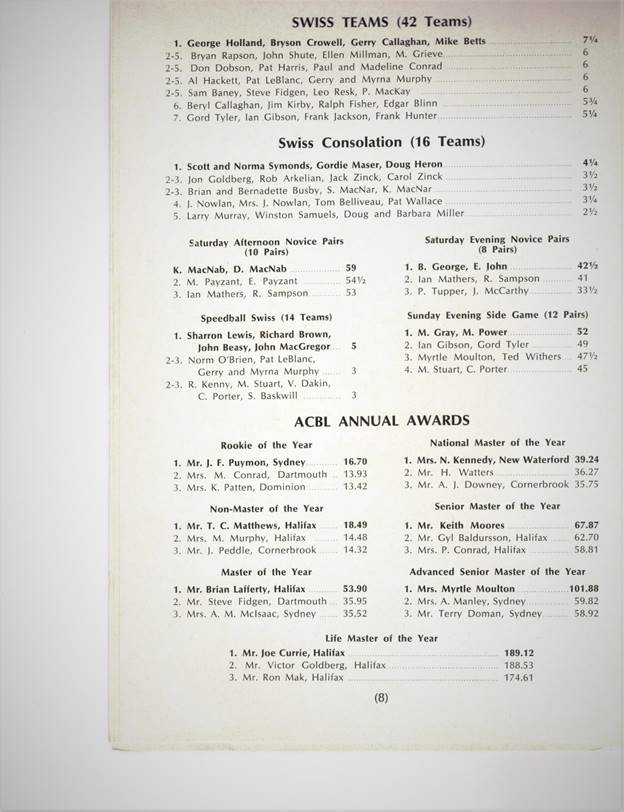 SWISS TEAMS (42 Teams)
1. George Holland, Bryson Crowell, Gerry Callaghan, Mike Betts 7¼
2-5. Bryan Rapson, John Shute, Ellen Millman, M. Grieve 6
2-5. Don Dobson, Pat Harris, Paul and Madeline Conrad 6
2-5. Al Hackett, Pat LeBlanc, Gerry and Myrna Murphy 6
2-5. Sam Baney, Steve Fidgen, Leo Resk, P. MacKay 6
6. Beryl Callaghan, Jim Kirby, Ralph Fisher, Edgar Blinn 5¾
7. Gord Tyler, Ian Gibson, Frank Jackson, Frank Hunter 5¼
Swiss Consolation (16 Teams)
1. Scott and Norma Symonds, Gordie Maser, Doug Heron 4¼
2-3. Jon Goldberg, Rob Arkelian, Jack Zinck, Carol Zinck 3½
2-3. Brian and Bernadette Busby, S. MacNar, K. MacNar 3½
4. J. Nowlan, Mrs. J. Nowlan, Tom Belliveau, Pat Wallace 3¼
5. Larry Murray, Winston Samuels, Doug and Barbara Miller 2½
Saturday Afternoon Novice Pairs
(10 Pairs)
K. MacNab, D. MacNab 59
2. M. Payzant, E. Payzant 54½
3. Ian Mathers, R. Sampson 53
Saturday Evening Novice Pairs
(8 Pairs)
1. B. George, E. John 42½
2. Ian Mathers, R. Sampson 41
3. P. Tupper, J. McCarthy 33½
Speedball Swiss (14 Teams)
1. Sharron Lewis, Richard Brown,
John Beasy, John MacGregor 5
2-3. Norm O'Brien, Pat LeBlanc,
Gerry and Myrna Murphy 3
2-3. R. Kenny, M. Stuart, V. Dakin,
C. Porter, S. Baskwill 3
Sunday Evening Side Game (12 Pairs)
1. M. Gray, M. Power 52
2. Ian Gibson, Gord Tyler 49
3. Myrtle Moulton, Ted Withers 47½
4. M. Stuart, C. Porter 45
ACBL ANNUAL AWARDS
Rookie of the Year
1. Mr. J. F. Puymon, Sydney 16.70
2. Mrs. M. Conrad, Dartmouth 13.93
3. Mrs. K. Patten, Dominion 13.42
National Master of the Year
1. Mrs. N. Kennedy, New Waterford 39.24
2. Mr. H. Watters 36.27
3. Mr. A. J. Downey, Cornerbrook 35.75
Non-Master of the Year
1. Mr. T. C. Matthews, Halifax 18.49
2. Mrs. M. Murphy, Halifax 14.48
3. Mr. J. Peddle, Cornerbrook 14.32
Senior Master of the Year
1. Mr. Keith Moores 67.87
2. Mr. Gyl Baldursson, Halifax 62.70
3. Mrs. P. Conrad, Halifax 58.81
Master of the Year
1. Mr. Brian Lafferty, Halifax 53.90
2. Mr. Steve Fidgen, Dartmouth 35.95
3. Mrs. A. M. McIsaac, Sydney 35.52
Advanced Senior Master of the Year
1. Mrs. Myrtle Moulton 101.88
2. Mrs. A. Manley, Sydney 59.82
3. Mr. Terry Doman, Sydney 58.92
Life Master of the Year
1. Mr. Joe Currie, Halifax 189.12
2. Mr. Victor Goldberg, Halifax 188.53
3. Mr. Ron Mak, Halifax 174.61
(8)